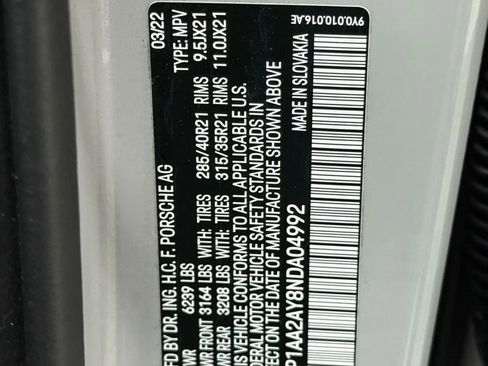 MFD BY DR. ING. H.C. F. PORSCHE AG 03/22
WR 6239 LBS TYPE: MPV
WR FRONT 3164 LBS WITH: TIRES 285/40R21 RIMS 9.5JX21
WR REAR 3208 LBS WITH: TIRES 315/35R21 RIMS 11.0JX21
IS VEHICLE CONFORMS TO ALL APPLICABLE U.S.
DERAL MOTOR VEHICLE SAFETY STANDARDS IN
FECT ON THE DATE OF MANUFACTURE SHOWN ABOVE
MADE IN SLOVAKIA
P1AA2AY8NDA04992
9Y0.010.016.AE